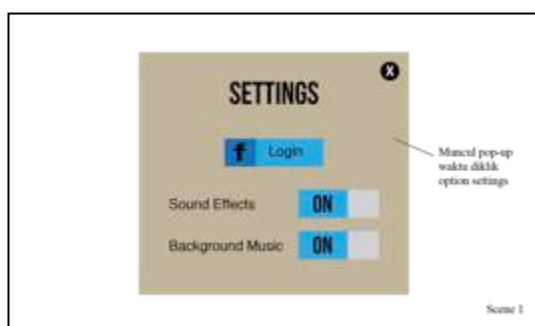 X
SETTINGS
f Login
Sound Effects ON
Background Music ON
Muncul pop-up
waktu diklik
option settings
Scene 1